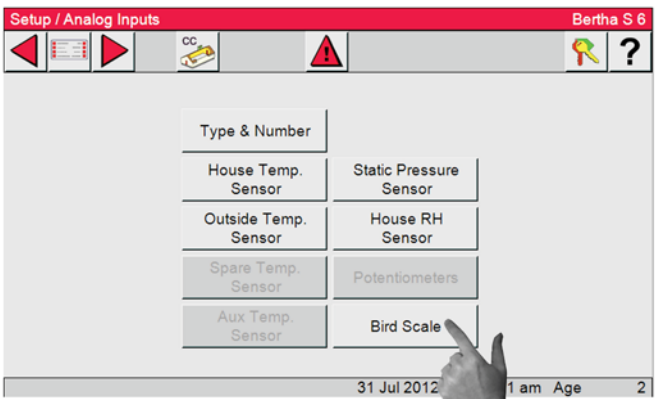 Setup / Analog Inputs Bertha S 6
CC
?
Type & Number
House Temp.
Sensor
Static Pressure
Sensor
Outside Temp.
Sensor
House RH
Sensor
Spare Temp.
Sensor
Potentiometers
Aux Temp.
Sensor
Bird Scale
31 Jul 2012 am Age 2